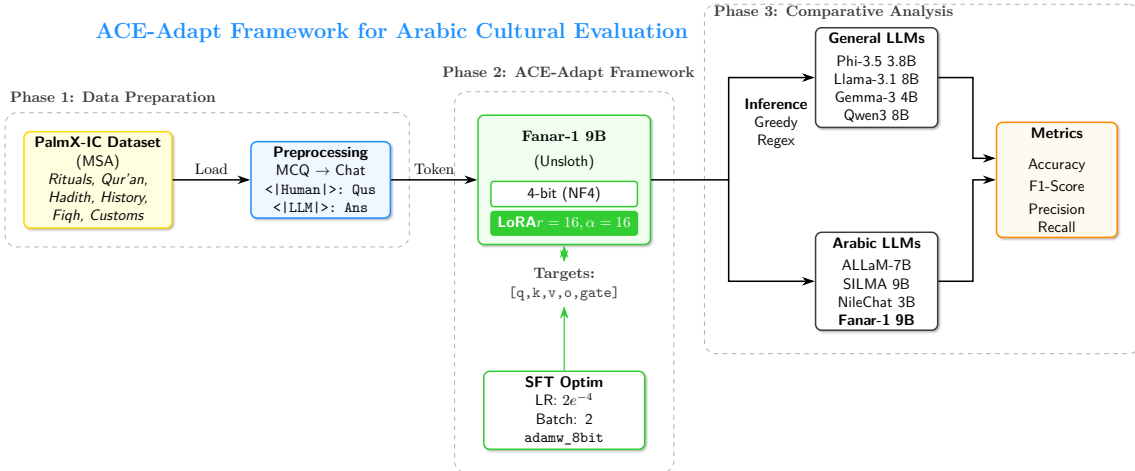 ACE-Adapt Framework for Arabic Cultural Evaluation
Phase 1: Data Preparation
PalmX-IC Dataset
(MSA)
Rituals, Qur'an,
Hadith, History,
Fiqh, Customs
Load
Preprocessing
MCQ → Chat
<|Human|>: Qus
<|LLM|>: Ans
Token
Phase 2: ACE-Adapt Framework
Fanar-1 9B
(Unsloth)
4-bit (NF4)
LoRA r = 16, α = 16
Targets:
[q,k,v,o,gate]
SFT Optim
LR: 2e⁻⁴
Batch: 2
adamw_8bit
Phase 3: Comparative Analysis
Inference
Greedy
Regex
General LLMs
Phi-3.5 3.8B
Llama-3.1 8B
Gemma-3 4B
Qwen3 8B
Arabic LLMs
ALLaM-7B
SILMA 9B
NileChat 3B
Fanar-1 9B
Metrics
Accuracy
F1-Score
Precision
Recall